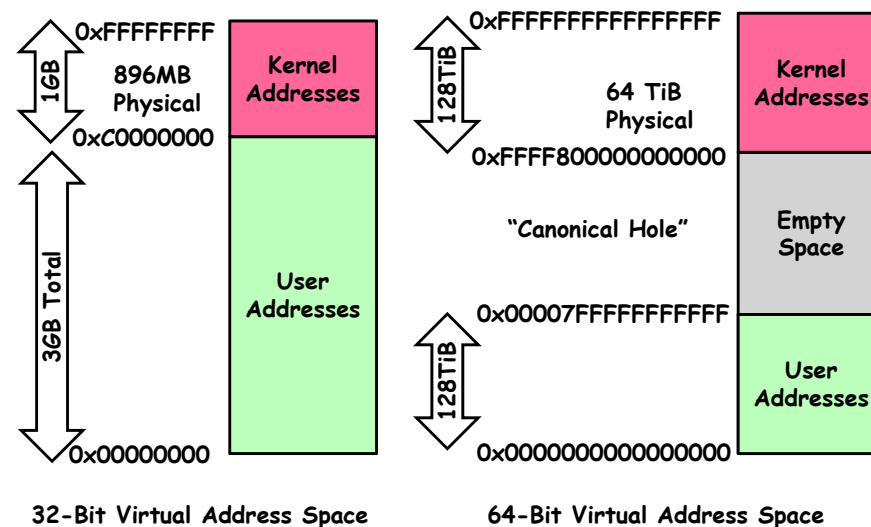 0xFFFFFFFF
1GB
896MB
Physical
Kernel
Addresses
0xC0000000
3GB Total
User
Addresses
0x00000000
32-Bit Virtual Address Space
0xFFFFFFFFFFFFFFFF
128TiB
64 TiB
Physical
Kernel
Addresses
0xFFFF800000000000
“Canonical Hole”
Empty
Space
0x00007FFFFFFFFFFF
128TiB
User
Addresses
0x0000000000000000
64-Bit Virtual Address Space